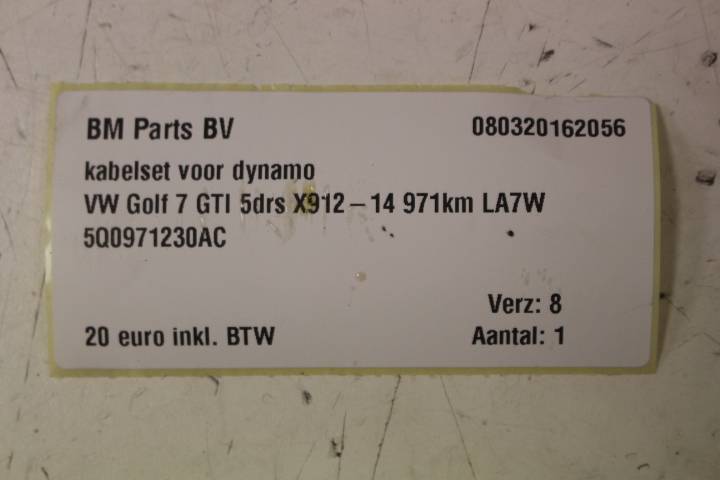 BM Parts BV 080320162056
kabelset voor dynamo
VW Golf 7 GTI 5drs X912 – 14 971km LA7W
5Q0971230AC
Verz: 8
20 euro inkl. BTW Aantal: 1